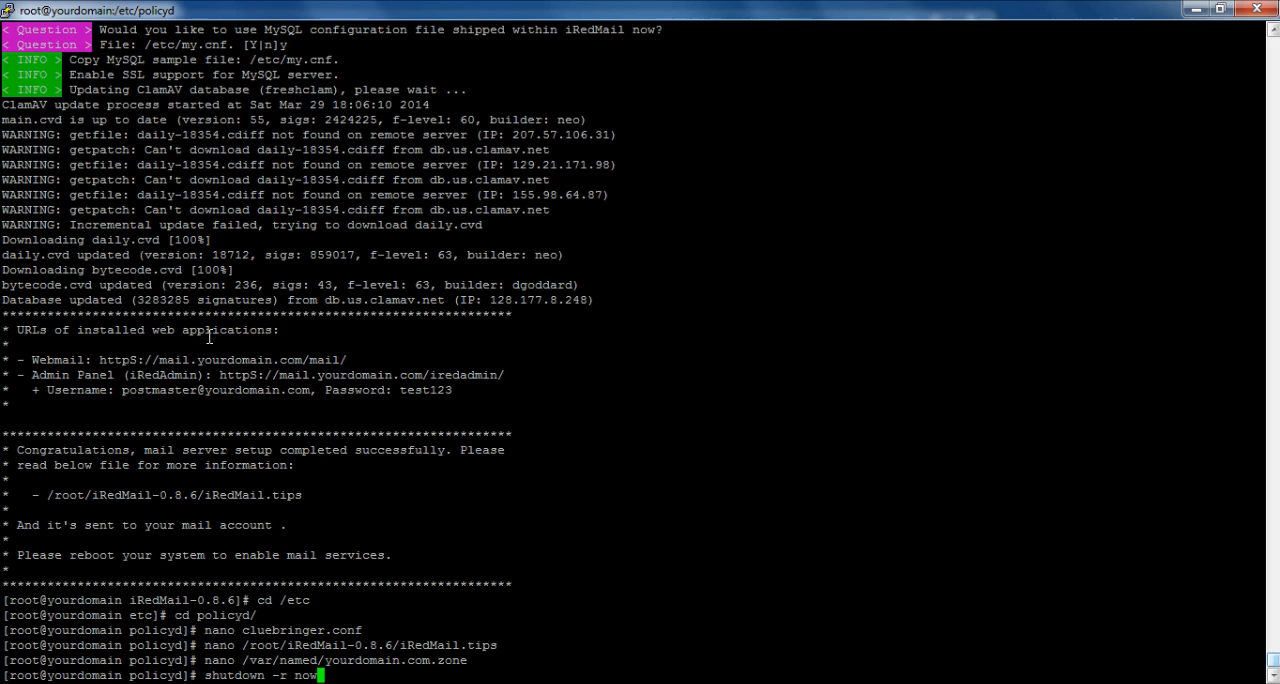 root@yourdomain:/etc/policyd
< Question > Would you like to use MySQL configuration file shipped within iRedMail now?
< Question > File: /etc/my.cnf. [Y|n]y
< INFO > Copy MySQL sample file: /etc/my.cnf.
< INFO > Enable SSL support for MySQL server.
< INFO > Updating ClamAV database (freshclam), please wait ...
ClamAV update process started at Sat Mar 29 18:06:10 2014
main.cvd is up to date (version: 55, sigs: 2424225, f-level: 60, builder: neo)
WARNING: getfile: daily-18354.cdiff not found on remote server (IP: 207.57.106.31)
WARNING: getpatch: Can't download daily-18354.cdiff from db.us.clamav.net
WARNING: getfile: daily-18354.cdiff not found on remote server (IP: 129.21.171.98)
WARNING: getpatch: Can't download daily-18354.cdiff from db.us.clamav.net
WARNING: getfile: daily-18354.cdiff not found on remote server (IP: 155.98.64.87)
WARNING: getpatch: Can't download daily-18354.cdiff from db.us.clamav.net
WARNING: Incremental update failed, trying to download daily.cvd
Downloading daily.cvd [100%]
daily.cvd updated (version: 18712, sigs: 859017, f-level: 63, builder: neo)
Downloading bytecode.cvd [100%]
bytecode.cvd updated (version: 236, sigs: 43, f-level: 63, builder: dgoddard)
Database updated (3283285 signatures) from db.us.clamav.net (IP: 128.177.8.248)
********************************************************************
* URLs of installed web applications:
*
* - Webmail: httpS://mail.yourdomain.com/mail/
* - Admin Panel (iRedAdmin): httpS://mail.yourdomain.com/iredadmin/
*   + Username: postmaster@yourdomain.com, Password: test123
*
********************************************************************
* Congratulations, mail server setup completed successfully. Please
* read below file for more information:
*
*   - /root/iRedMail-0.8.6/iRedMail.tips
*
* And it's sent to your mail account .
*
* Please reboot your system to enable mail services.
*
********************************************************************
[root@yourdomain iRedMail-0.8.6]# cd /etc
[root@yourdomain etc]# cd policyd/
[root@yourdomain policyd]# nano cluebringer.conf
[root@yourdomain policyd]# nano /root/iRedMail-0.8.6/iRedMail.tips
[root@yourdomain policyd]# nano /var/named/yourdomain.com.zone
[root@yourdomain policyd]# shutdown -r now